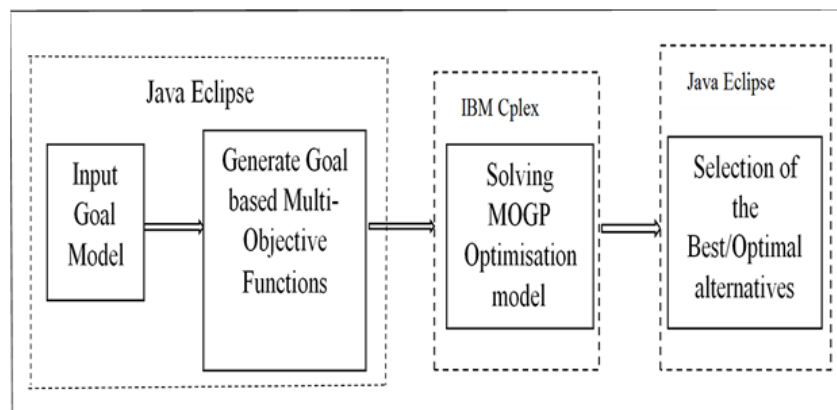 Java Eclipse
Input
Goal
Model
Generate Goal
based Multi-
Objective
Functions
IBM Cplex
Solving
MOGP
Optimisation
model
Java Eclipse
Selection of
the
Best/Optimal
alternatives